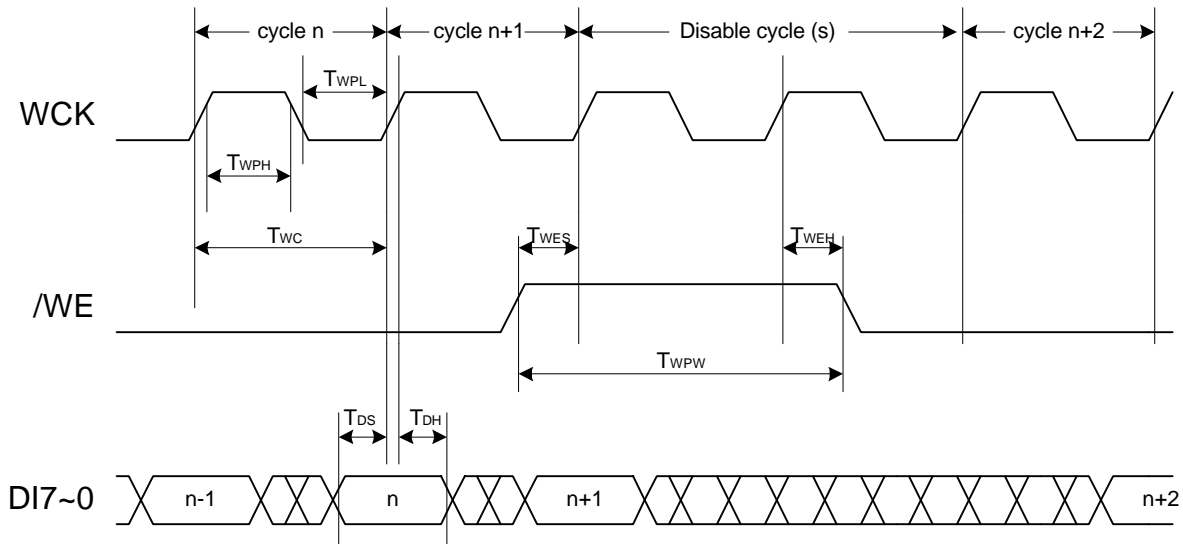 cycle n cycle n+1 Disable cycle (s) cycle n+2
TWPL
WCK
TWPH
TWC TWES TWEH
/WE
TWPW
TDS TDH
DI7~0 n-1 n n+1 n+2